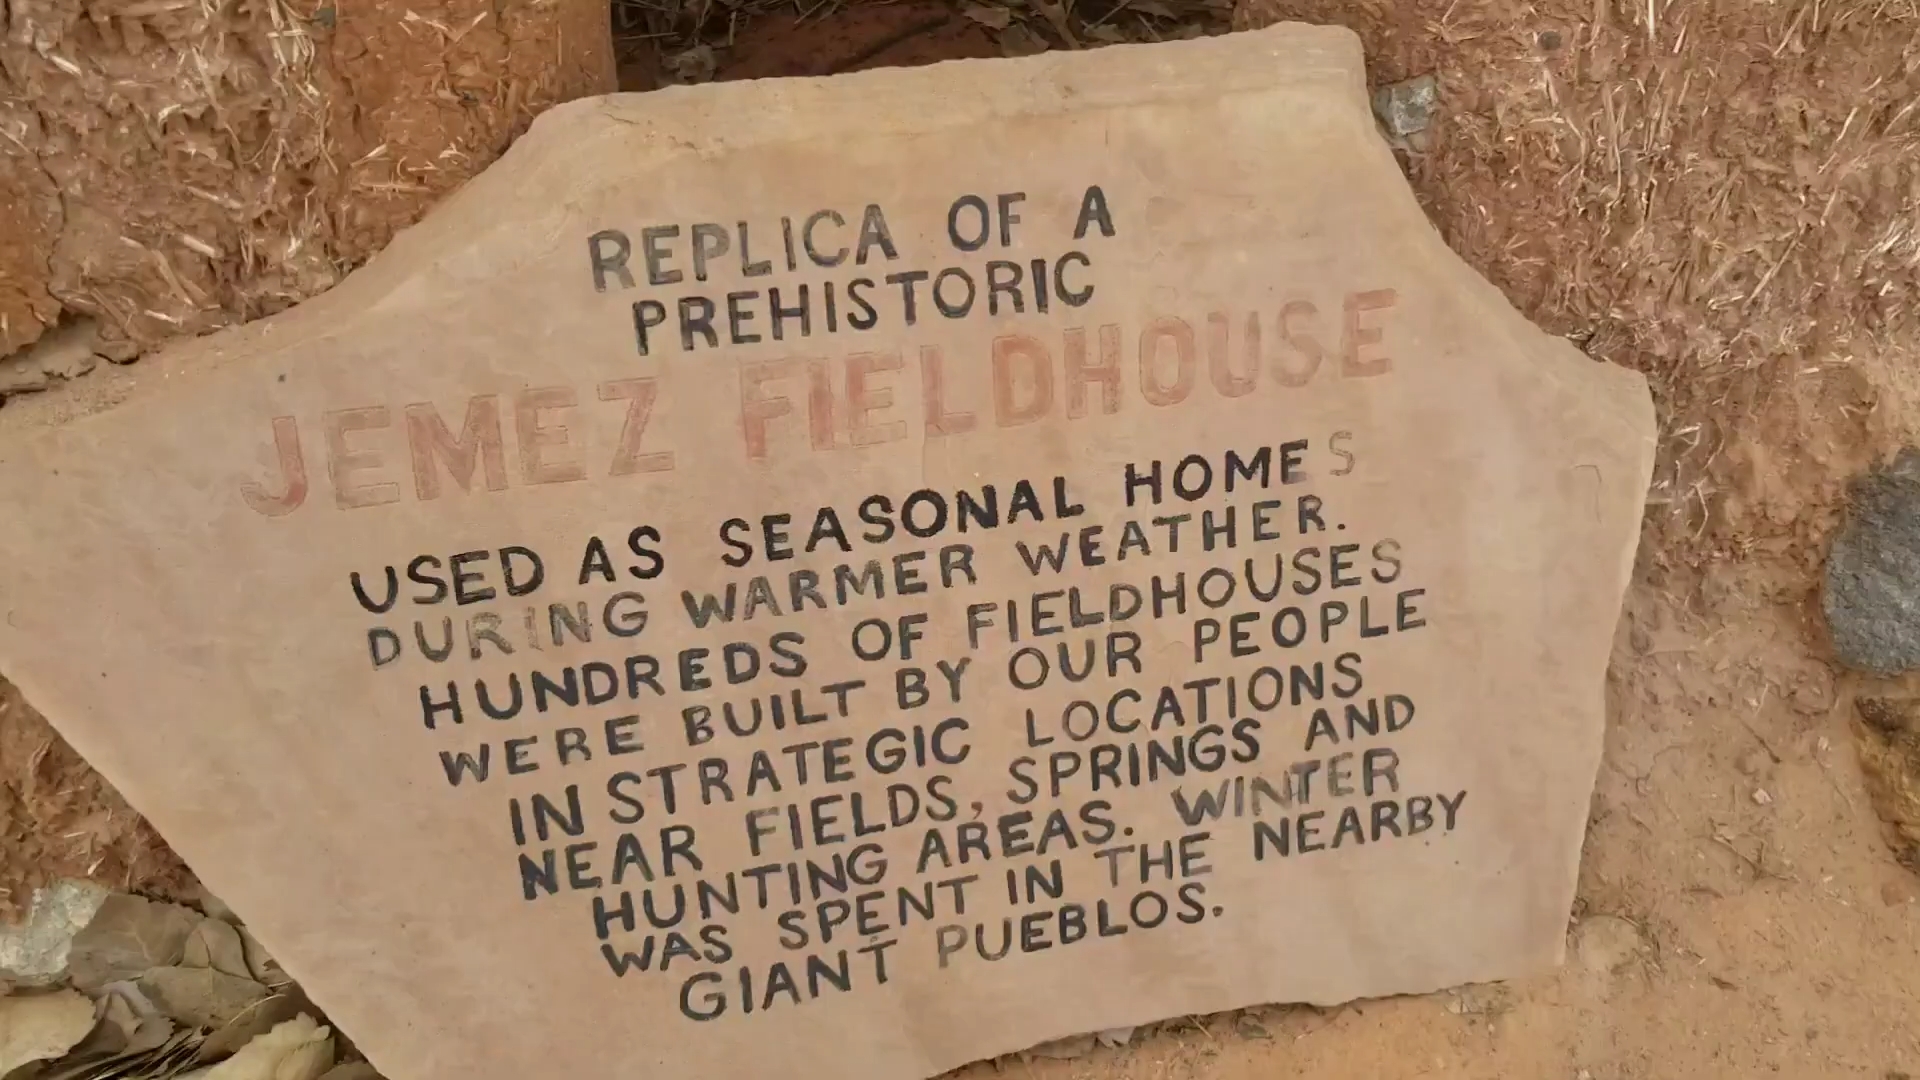 REPLICA OF A
PREHISTORIC
JEMEZ FIELDHOUSE
USED AS SEASONAL HOMES
DURING WARMER WEATHER.
HUNDREDS OF FIELDHOUSES
WERE BUILT BY OUR PEOPLE
IN STRATEGIC LOCATIONS
NEAR FIELDS, SPRINGS AND
HUNTING AREAS. WINTER
WAS SPENT IN THE NEARBY
GIANT PUEBLOS.